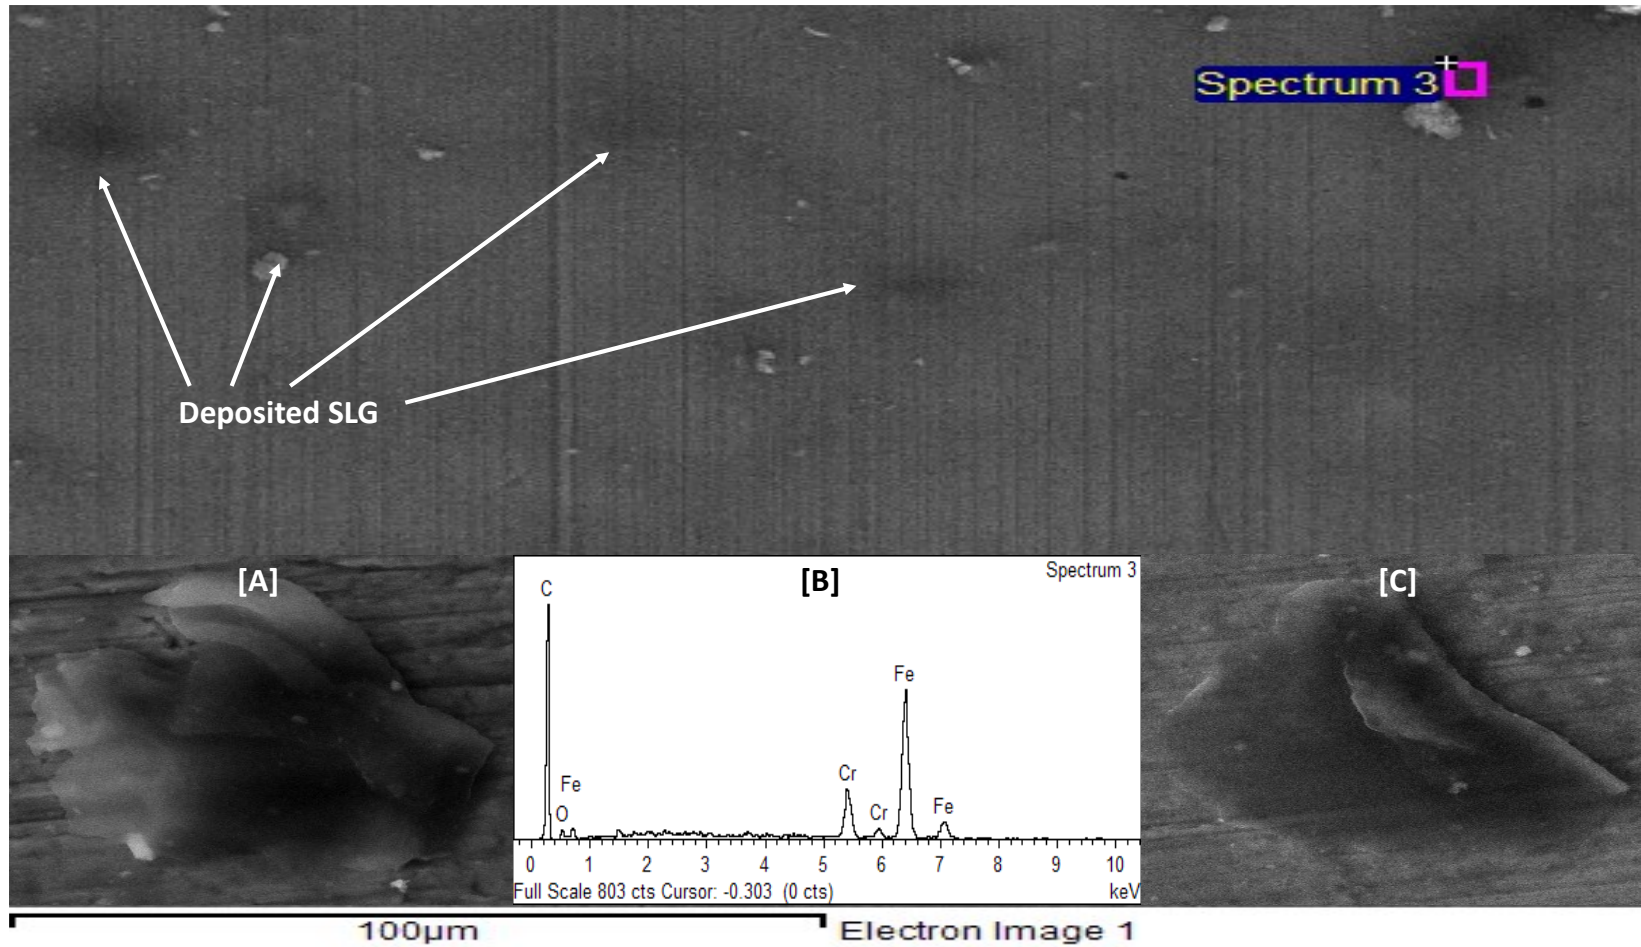 Spectrum 3
Deposited SLG
[A]
[B]
Spectrum 3
[C]
C
Fe
O
Cr
Cr
Fe
Fe
0 1 2 3 4 5 6 7 8 9 10
Full Scale 803 cts Cursor: -0.303 (0 cts)
keV
100µm
Electron Image 1